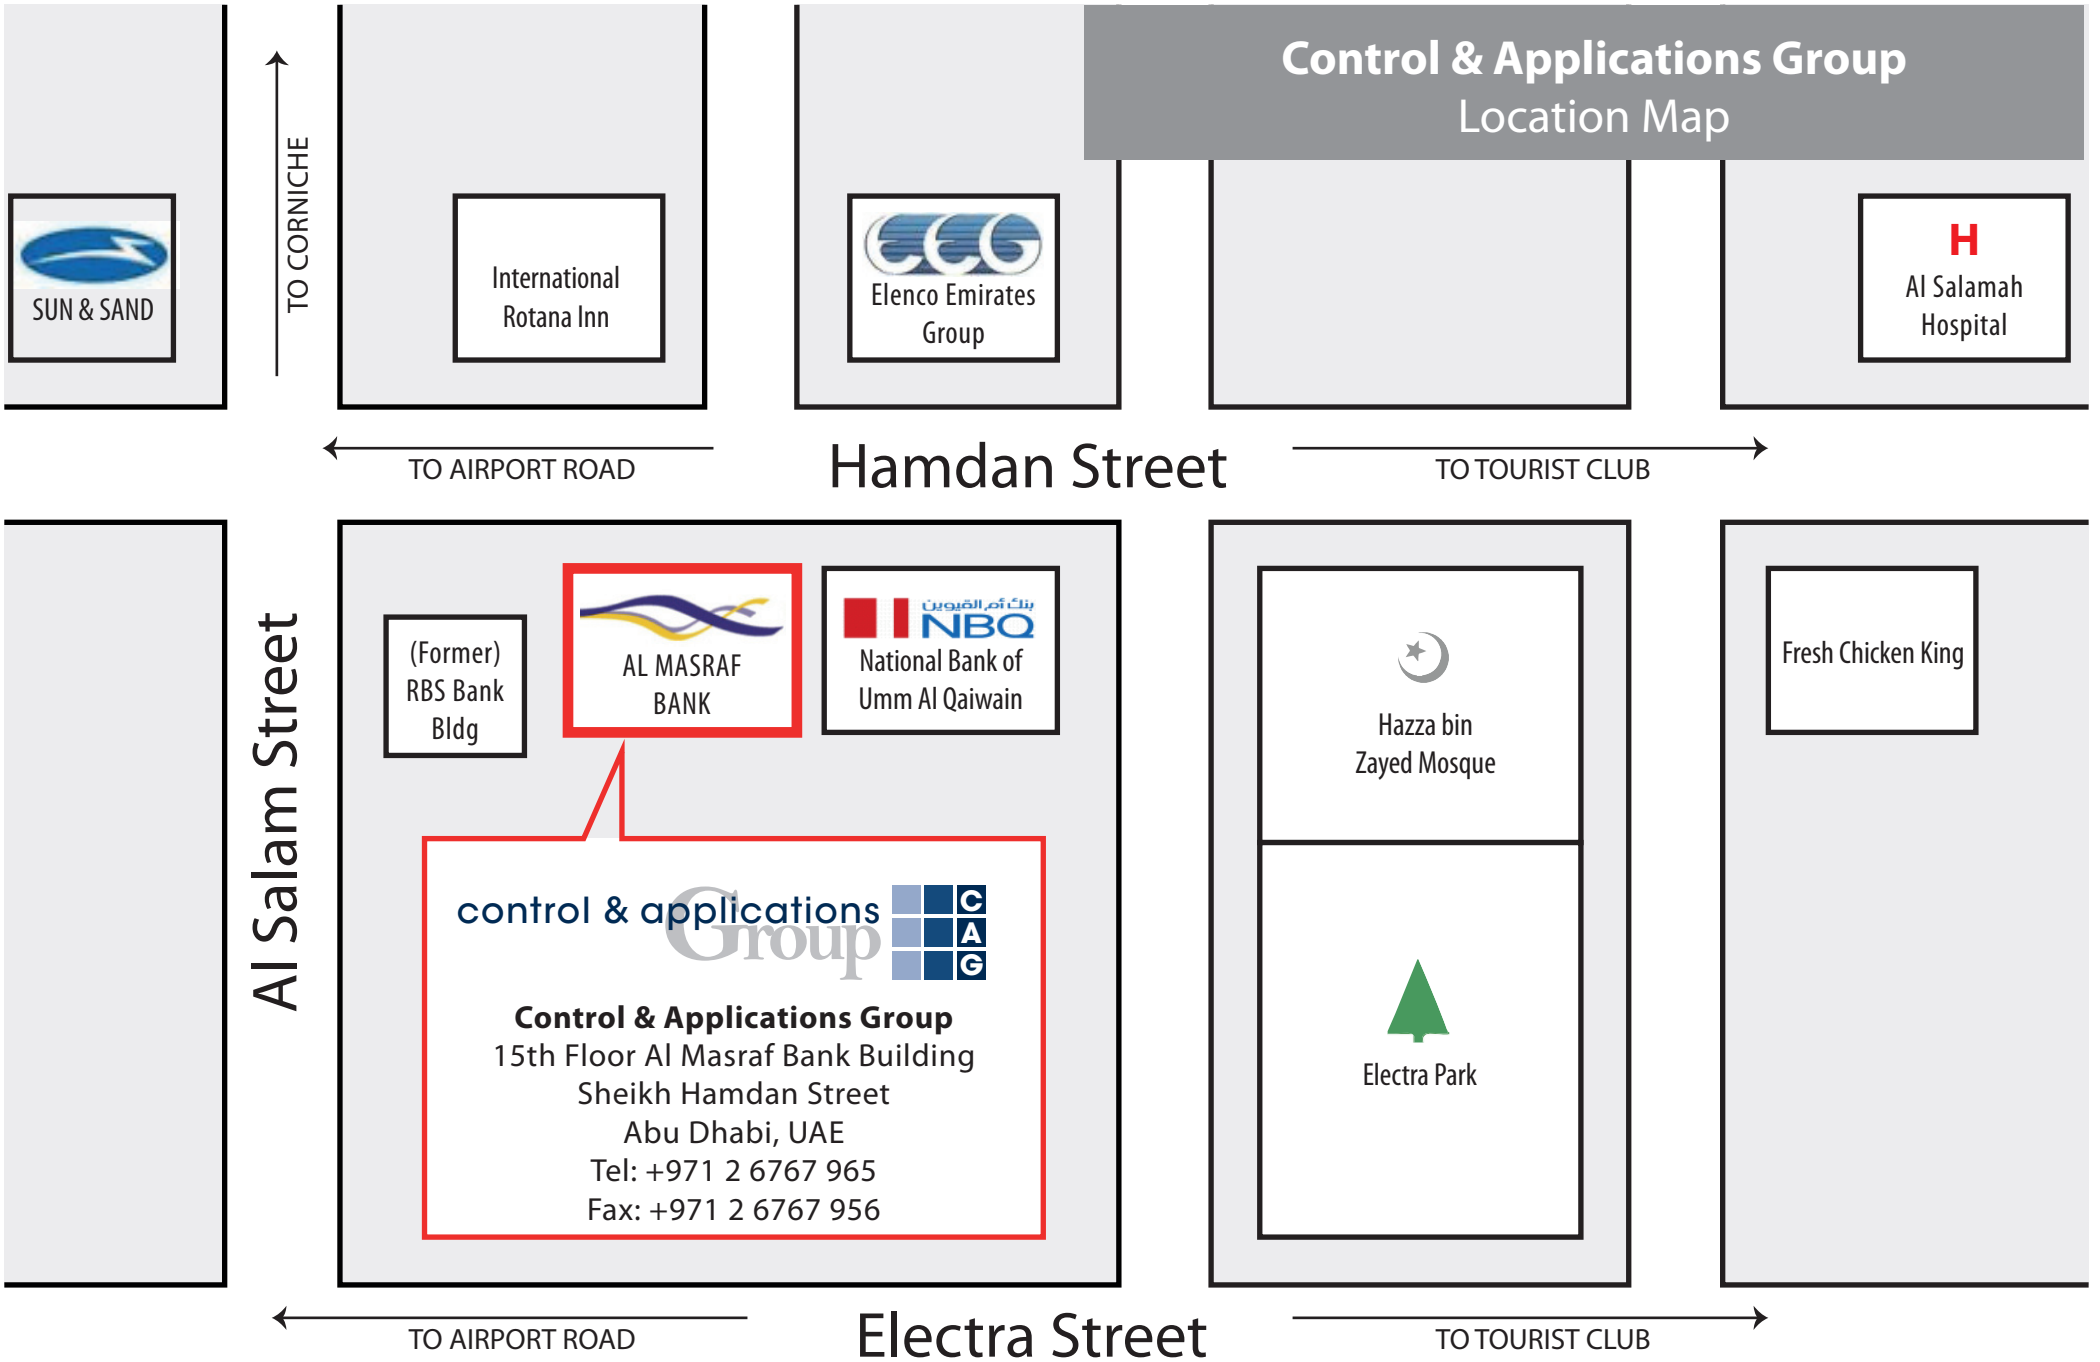 Control & Applications Group
Location Map
TO CORNICHE
SUN & SAND
International
Rotana Inn
EEG
Elenco Emirates
Group
H
Al Salamah
Hospital
TO AIRPORT ROAD
Hamdan Street
TO TOURIST CLUB
Al Salam Street
(Former)
RBS Bank
Bldg
AL MASRAF
BANK
بنك أم القيوين
NBQ
National Bank of
Umm Al Qaiwain
Hazza bin
Zayed Mosque
Fresh Chicken King
control & applications
Group
C
A
G
Control & Applications Group
15th Floor Al Masraf Bank Building
Sheikh Hamdan Street
Abu Dhabi, UAE
Tel: +971 2 6767 965
Fax: +971 2 6767 956
Electra Park
TO AIRPORT ROAD
Electra Street
TO TOURIST CLUB